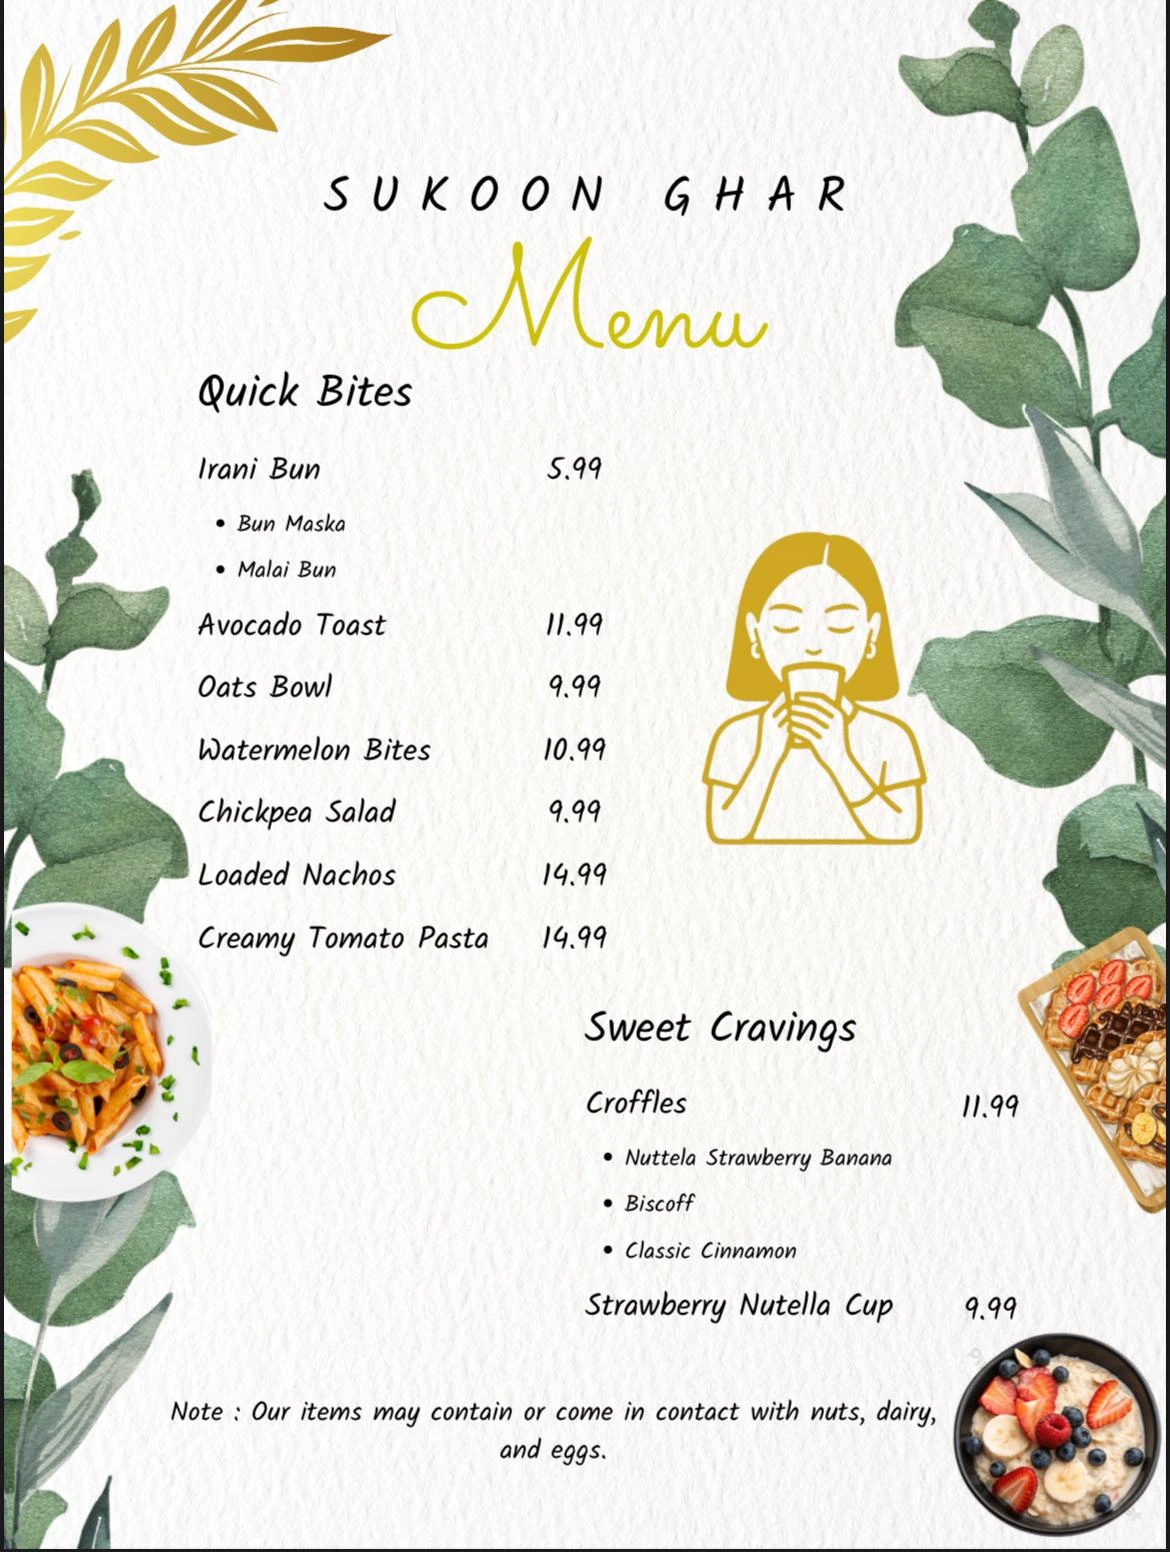 SUKOON GHAR
Menu
Quick Bites
Irani Bun 5.99
• Bun Maska
• Malai Bun
Avocado Toast 11.99
Oats Bowl 9.99
Watermelon Bites 10.99
Chickpea Salad 9.99
Loaded Nachos 14.99
Creamy Tomato Pasta 14.99
Sweet Cravings
Croffles 11.99
• Nuttela Strawberry Banana
• Biscoff
• Classic Cinnamon
Strawberry Nutella Cup 9.99
Note : Our items may contain or come in contact with nuts, dairy,
and eggs.